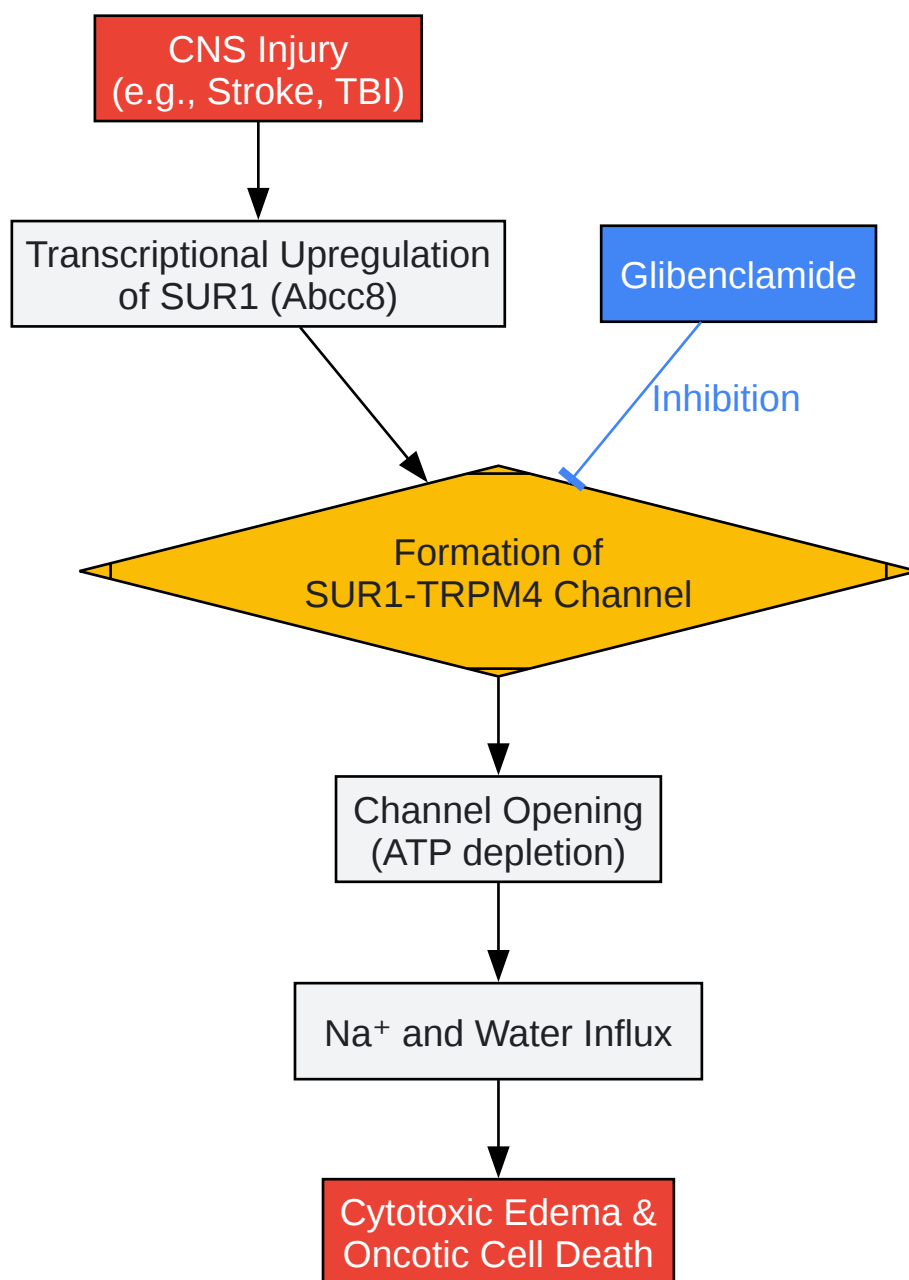 CNS Injury
(e.g., Stroke, TBI)
Transcriptional Upregulation
of SUR1 (Abcc8)
Glibenclamide
Inhibition
Formation of
SUR1-TRPM4 Channel
Channel Opening
(ATP depletion)
Na⁺ and Water Influx
Cytotoxic Edema &
Oncotic Cell Death